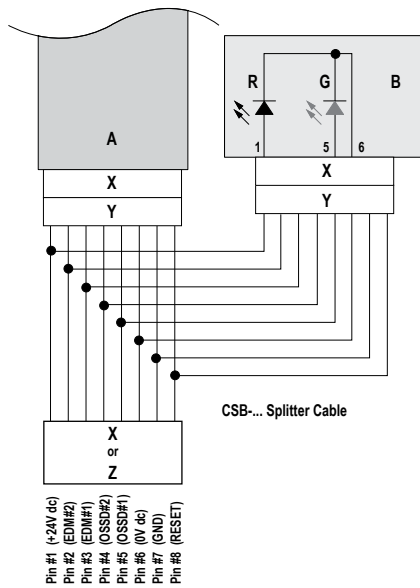 R G B
A
1 5 6
X
X
Y
Y
CSB-... Splitter Cable
X
or
Z
Pin #1 (+24V dc)
Pin #2 (EDM#2)
Pin #3 (EDM#1)
Pin #4 (OSSD#2)
Pin #5 (OSSD#1)
Pin #6 (0V dc)
Pin #7 (GND)
Pin #8 (RESET)